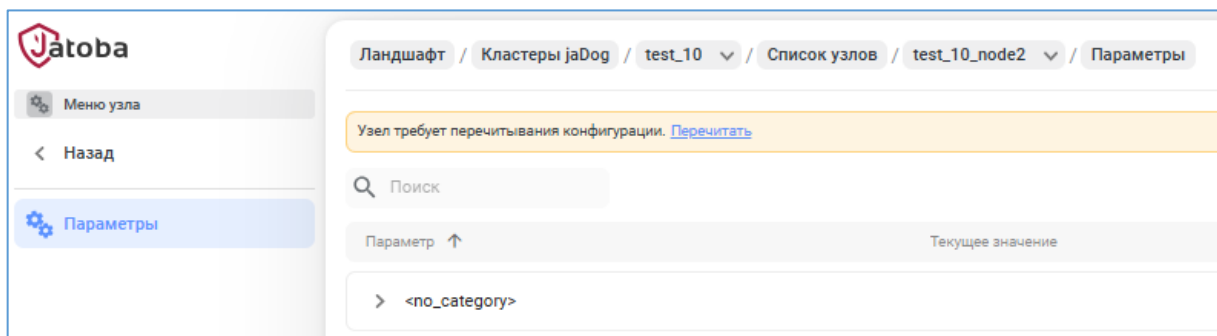 Jatoba
Ландшафт / Кластеры jaDog / test_10 / Список узлов / test_10_node2 / Параметры
Меню узла
Узел требует перечитывания конфигурации. Перечитать
Назад
Поиск
Параметры
Параметр ↑ Текущее значение
<no_category>